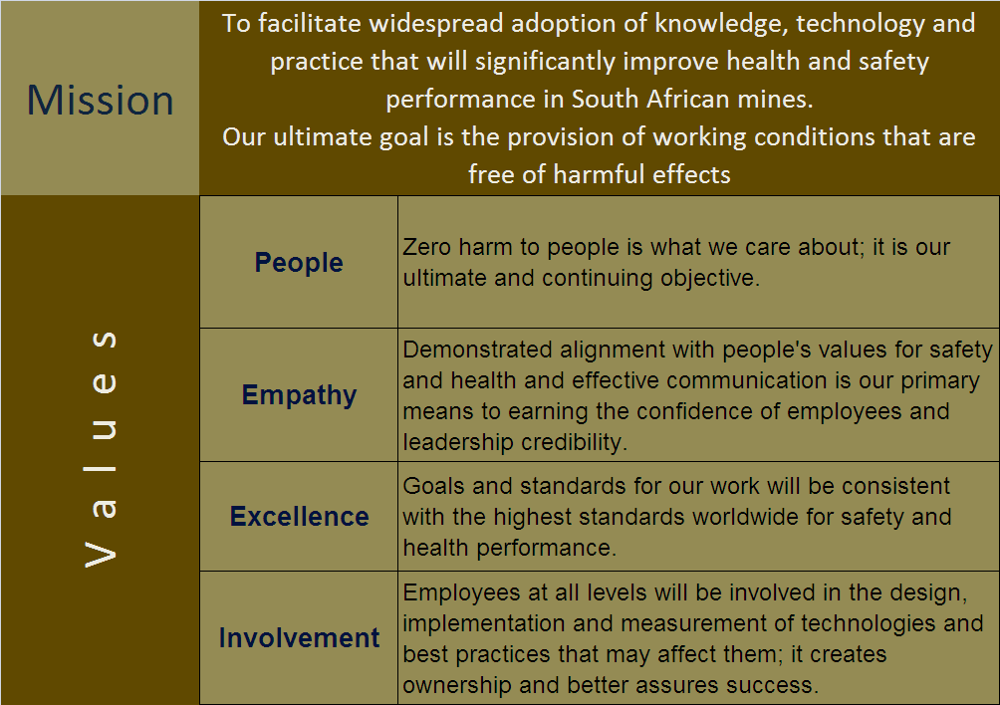 Mission
To facilitate widespread adoption of knowledge, technology and
practice that will significantly improve health and safety
performance in South African mines.
Our ultimate goal is the provision of working conditions that are
free of harmful effects
Values
People
Zero harm to people is what we care about; it is our
ultimate and continuing objective.
Empathy
Demonstrated alignment with people's values for safety
and health and effective communication is our primary
means to earning the confidence of employees and
leadership credibility.
Excellence
Goals and standards for our work will be consistent
with the highest standards worldwide for safety and
health performance.
Involvement
Employees at all levels will be involved in the design,
implementation and measurement of technologies and
best practices that may affect them; it creates
ownership and better assures success.